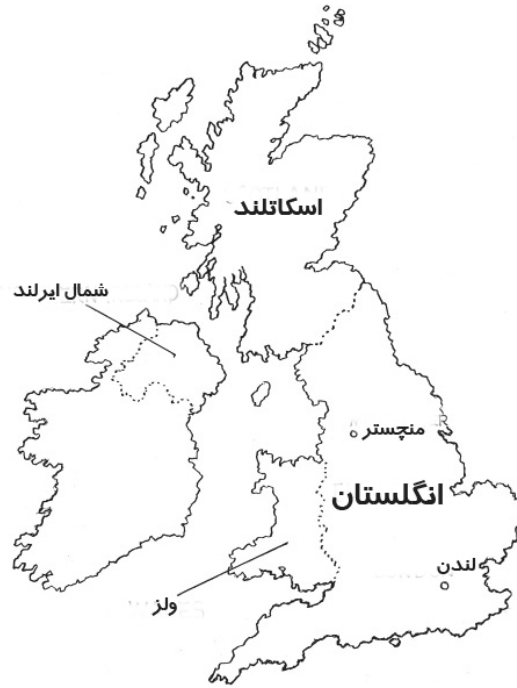 اسکاتلند
شمال ایرلند
منچستر
انگلستان
لندن
ولز